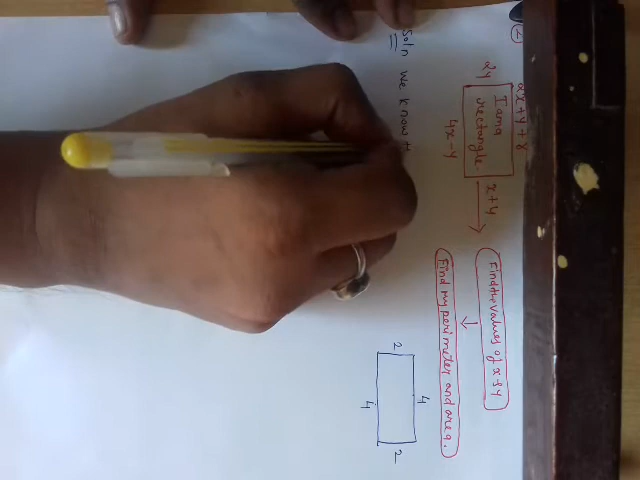 2
2x+y+8
2y
I am a
rectangle.
x+4
4x-y
Find the values of x & y
Find my perimeter and area.
Soln We know
4
2
2
4